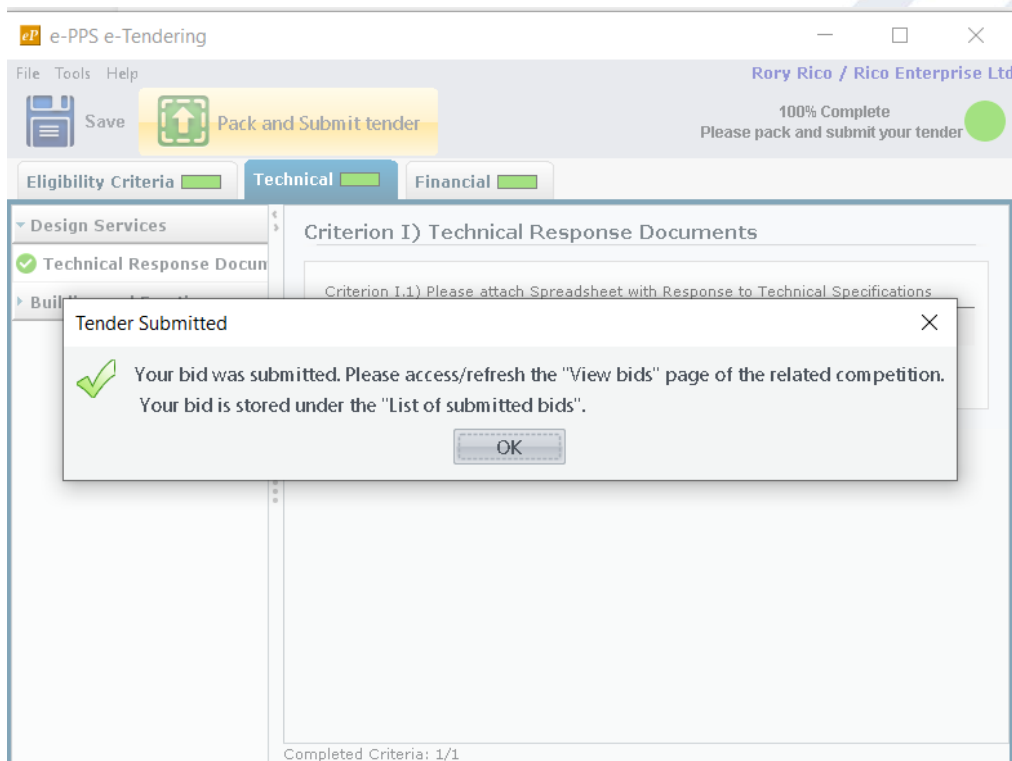 eP e-PPS e-Tendering
File Tools Help
Rory Rico / Rico Enterprise Ltd
Save
Pack and Submit tender
100% Complete
Please pack and submit your tender
Eligibility Criteria
Technical
Financial
Design Services
Technical Response Docum
Criterion I) Technical Response Documents
Criterion I.1) Please attach Spreadsheet with Response to Technical Specifications
Tender Submitted
Your bid was submitted. Please access/refresh the "View bids" page of the related competition.
Your bid is stored under the "List of submitted bids".
OK
Completed Criteria: 1/1